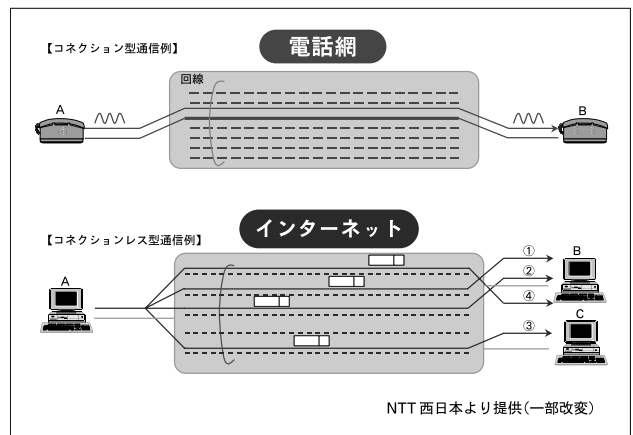 【コネクション型通信例】
電話網
回線
A
B
インターネット
【コネクションレス型通信例】
A
①
B
②
④
C
③
NTT西日本より提供(一部改変)